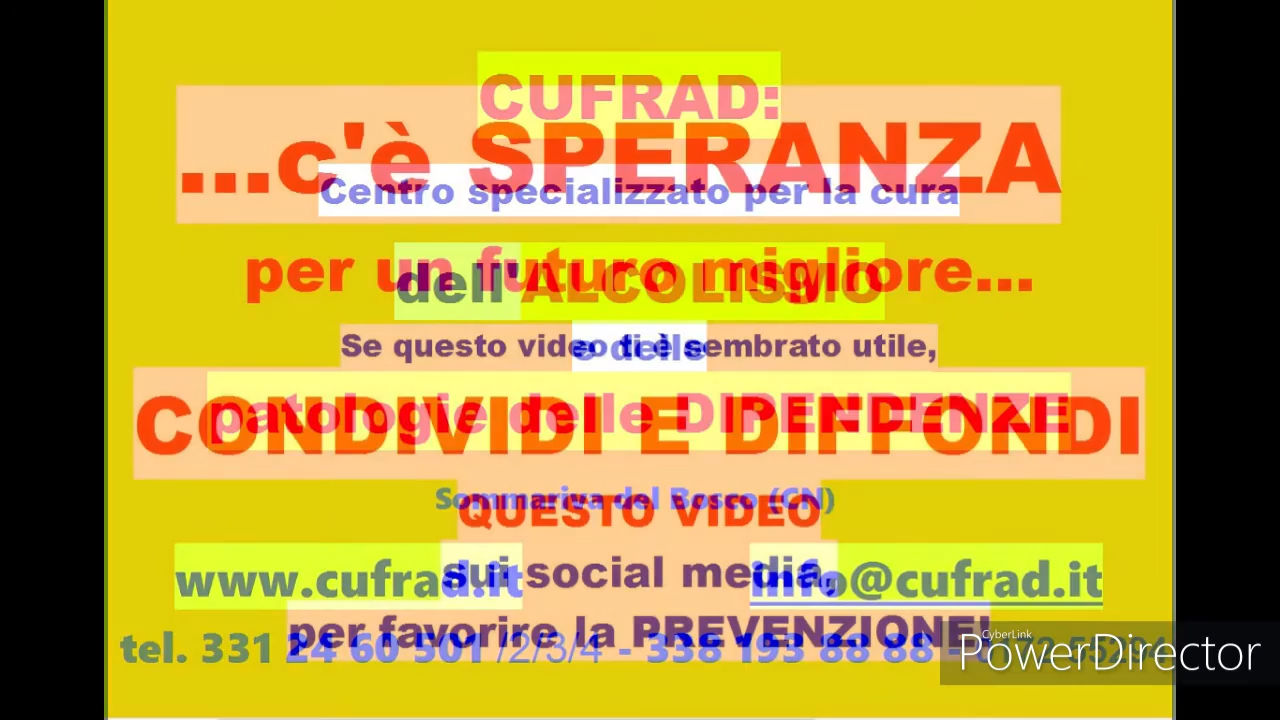 CUFRAD:
...c'è SPERANZA
Centro specializzato per la cura
per un futuro migliore...
dell'ALCOLISMO
Se questo video ti è sembrato utile,
e delle
patologie delle DIPENDENZE
CONDIVIDI E DIFFONDI
Sommariva del Bosco (CN)
QUESTO VIDEO
sui social media,
www.cufrad.it info@cufrad.it
per favorire la PREVENZIONE!
tel. 331 24 60 501 /2/3/4 - 338 193 88 88 -
CyberLink
PowerDirector